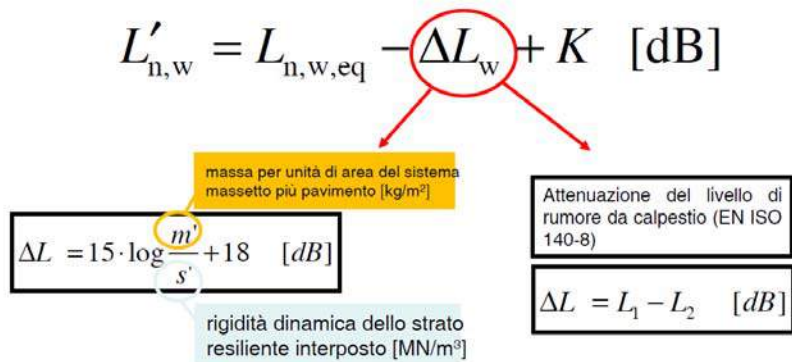 L'n,w = Ln,w,eq − ΔLw + K [dB]
massa per unità di area del sistema
massetto più pavimento [kg/m²]
ΔL = 15·log m'/s' +18 [dB]
rigidità dinamica dello strato
resiliente interposto [MN/m³]
Attenuazione del livello di
rumore da calpestio (EN ISO
140-8)
ΔL = L1 − L2 [dB]